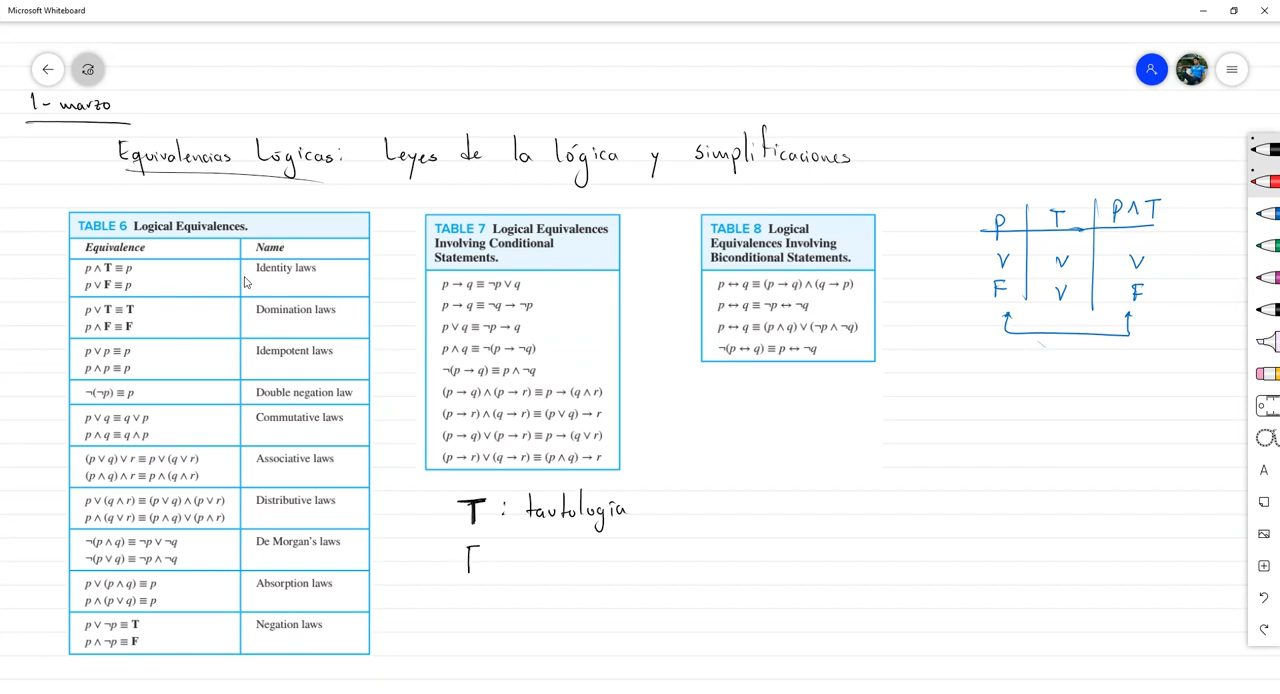 Microsoft Whiteboard
1- marzo
Equivalencias Lógicas: Leyes de la lógica y simplificaciones
TABLE 6 Logical Equivalences.
Equivalence Name
p ∧ T ≡ p Identity laws
p ∨ F ≡ p
p ∨ T ≡ T Domination laws
p ∧ F ≡ F
p ∨ p ≡ p Idempotent laws
p ∧ p ≡ p
¬(¬p) ≡ p Double negation law
p ∨ q ≡ q ∨ p Commutative laws
p ∧ q ≡ q ∧ p
(p ∨ q) ∨ r ≡ p ∨ (q ∨ r) Associative laws
(p ∧ q) ∧ r ≡ p ∧ (q ∧ r)
p ∨ (q ∧ r) ≡ (p ∨ q) ∧ (p ∨ r) Distributive laws
p ∧ (q ∨ r) ≡ (p ∧ q) ∨ (p ∧ r)
¬(p ∧ q) ≡ ¬p ∨ ¬q De Morgan's laws
¬(p ∨ q) ≡ ¬p ∧ ¬q
p ∨ (p ∧ q) ≡ p Absorption laws
p ∧ (p ∨ q) ≡ p
p ∨ ¬p ≡ T Negation laws
p ∧ ¬p ≡ F
TABLE 7 Logical Equivalences
Involving Conditional
Statements.
p → q ≡ ¬p ∨ q
p → q ≡ ¬q → ¬p
p ∨ q ≡ ¬p → q
p ∧ q ≡ ¬(p → ¬q)
¬(p → q) ≡ p ∧ ¬q
(p → q) ∧ (p → r) ≡ p → (q ∧ r)
(p → r) ∧ (q → r) ≡ (p ∨ q) → r
(p → q) ∨ (p → r) ≡ p → (q ∨ r)
(p → r) ∨ (q → r) ≡ (p ∧ q) → r
T : tautología
TABLE 8 Logical
Equivalences Involving
Biconditional Statements.
p ↔ q ≡ (p → q) ∧ (q → p)
p ↔ q ≡ ¬p ↔ ¬q
p ↔ q ≡ (p ∧ q) ∨ (¬p ∧ ¬q)
¬(p ↔ q) ≡ p ↔ ¬q
P T P ∧ T
V V V
F V F
A